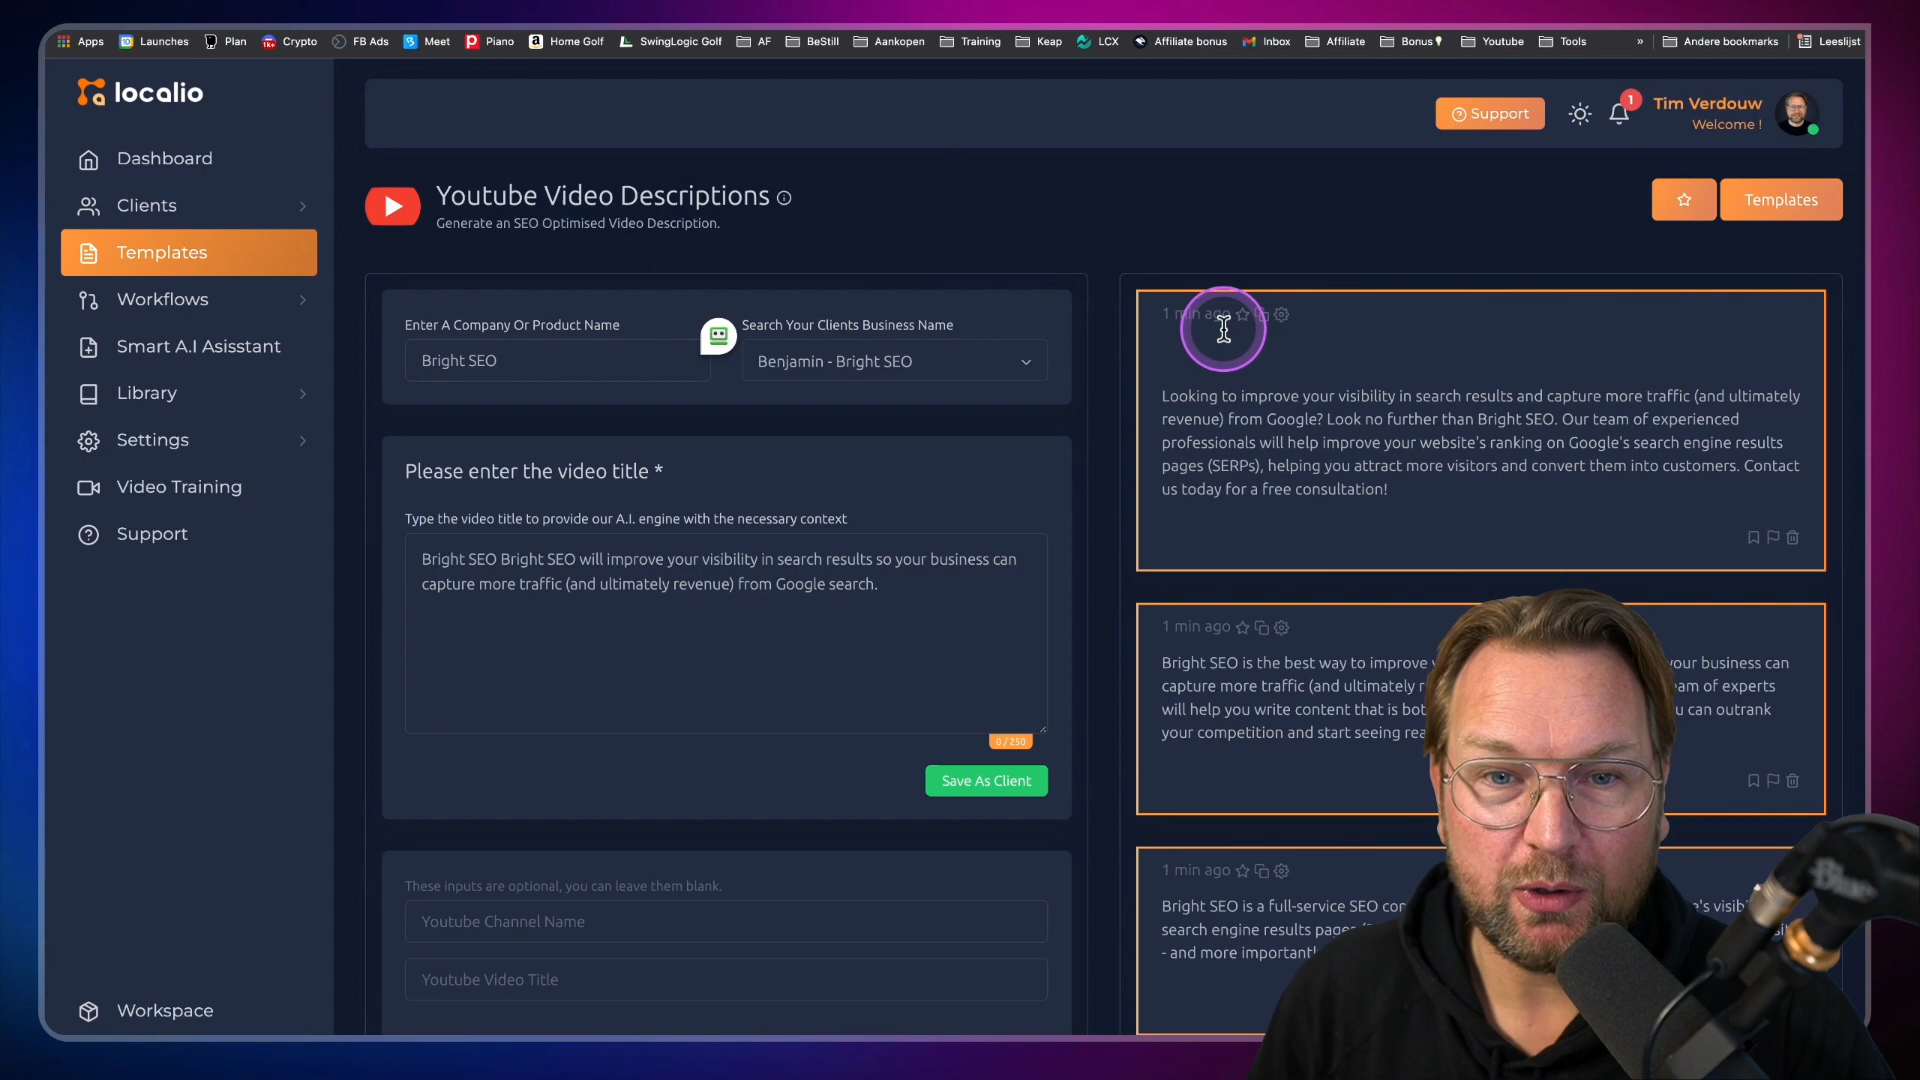 Apps Launches Plan Crypto FB Ads Meet Piano Home Golf SwingLogic Golf AF BeStill Aankopen Training Keap LCX Affiliate bonus Inbox Affiliate Bonus Youtube Tools » Andere bookmarks Leeslijst
localio
Support
1
Tim Verdouw
Welcome !
Dashboard
Clients
Templates
Workflows
Smart A.I Asisstant
Library
Settings
Video Training
Support
Workspace
Youtube Video Descriptions
Generate an SEO Optimised Video Description.
Templates
Enter A Company Or Product Name
Bright SEO
Search Your Clients Business Name
Benjamin - Bright SEO
Please enter the video title *
Type the video title to provide our A.I. engine with the necessary context
Bright SEO Bright SEO will improve your visibility in search results so your business can
capture more traffic (and ultimately revenue) from Google search.
0 / 250
Save As Client
These inputs are optional, you can leave them blank.
Youtube Channel Name
Youtube Video Title
1 min ago
Looking to improve your visibility in search results and capture more traffic (and ultimately
revenue) from Google? Look no further than Bright SEO. Our team of experienced
professionals will help improve your website's ranking on Google's search engine results
pages (SERPs), helping you attract more visitors and convert them into customers. Contact
us today for a free consultation!
1 min ago
Bright SEO is the best way to improve your business can
capture more traffic (and ultimately team of experts
will help you write content that is can outrank
your competition and start seeing
1 min ago
Bright SEO is a full-service SEO
search engine results
- and more
Blue